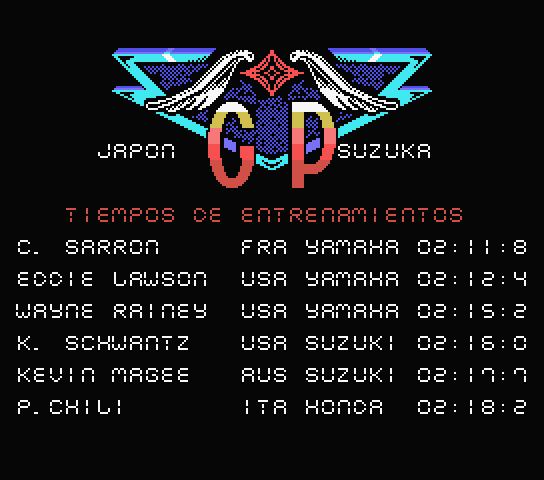 GP
JAPON SUZUKA
TIEMPOS DE ENTRENAMIENTOS
C. SARRON FRA YAMAHA 02:11:8
EDDIE LAWSON USA YAMAHA 02:12:4
WAYNE RAINEY USA YAMAHA 02:15:2
K. SCHWANTZ USA SUZUKI 02:16:0
KEVIN MAGEE AUS SUZUKI 02:17:7
P.CHILI ITA HONDA 02:18:2